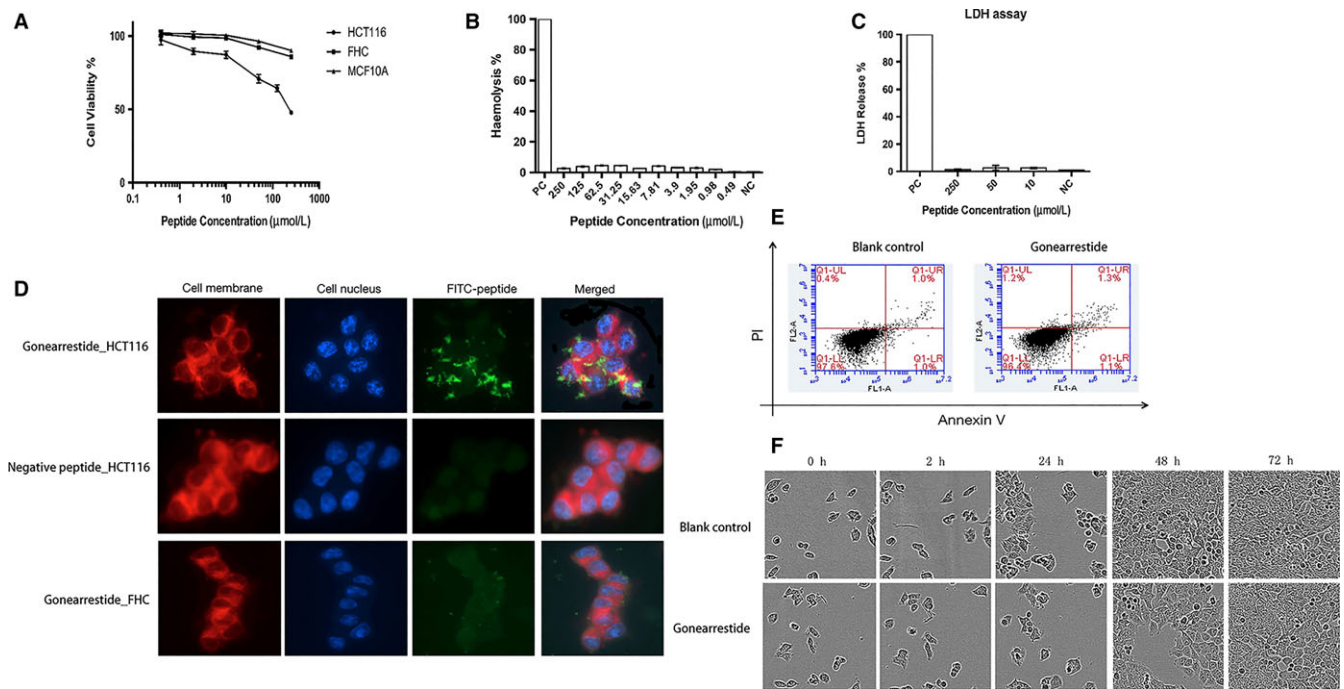 A
Cell Viability %
100
50
0
0.1
1
10
100
1000
Peptide Concentration (μmol/L)
HCT116
FHC
MCF10A
B
Haemolysis %
100
80
60
40
20
0
PC
250
125
62.5
31.25
15.63
7.81
3.9
1.95
0.98
0.49
NC
Peptide Concentration (μmol/L)
C
LDH assay
LDH Release %
100
80
60
40
20
0
PC
250
50
10
NC
Peptide Concentration (μmol/L)
D
Cell membrane
Cell nucleus
FITC-peptide
Merged
Gonearrestide_HCT116
Negative peptide_HCT116
Gonearrestide_FHC
E
Blank control
Gonearrestide
PI
FL2-A
Q1-UL
0.4%
Q1-UR
1.0%
Q1-LL
97.6%
Q1-LR
1.0%
FL1-A
FL2-A
Q1-UL
1.2%
Q1-UR
1.3%
Q1-LL
96.4%
Q1-LR
1.1%
FL1-A
Annexin V
F
0 h
2 h
24 h
48 h
72 h
Blank control
Gonearrestide